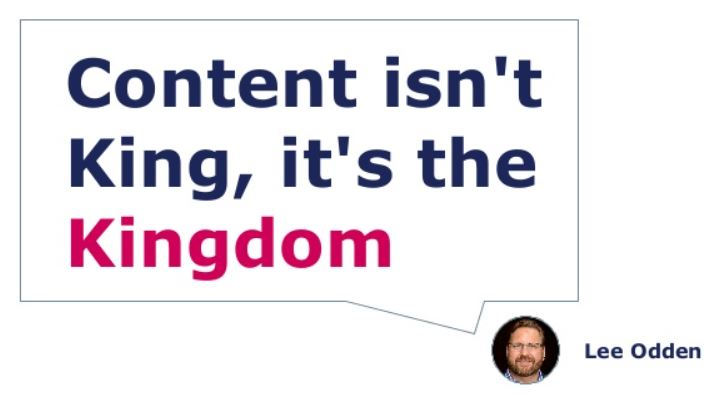 Content isn't
King, it's the
Kingdom
Lee Odden